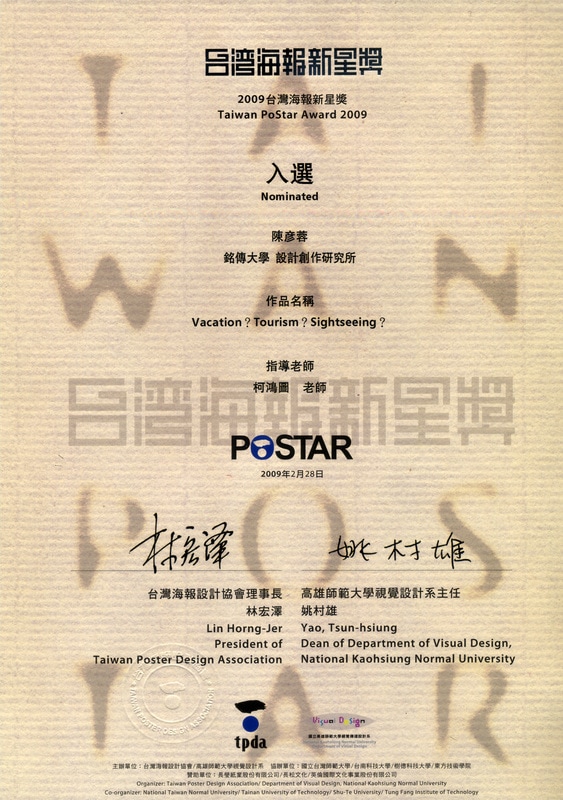 台灣海報新星獎
2009台灣海報新星獎
Taiwan PoStar Award 2009
入選
Nominated
陳彥蓉
銘傳大學 設計創作研究所
作品名稱
Vacation?Tourism?Sightseeing?
指導老師
柯鴻圖 老師
台灣海報新星獎
POSTAR
2009年2月28日
林宏澤 姚村雄
台灣海報設計協會理事長 高雄師範大學視覺設計系主任
林宏澤 姚村雄
Lin Horng-Jer Yao, Tsun-hsiung
President of Dean of Department of Visual Design,
Taiwan Poster Design Association National Kaohsiung Normal University
TAI
WAN
POS
TAR
tpda
Visual Design
國立高雄師範大學視覺傳達設計系
主辦單位：台灣海報設計協會/高雄師範大學視覺設計系 協辦單位：國立台灣師範大學/台南科技大學/樹德科技大學/東方技術學院
贊助單位：長瑩紙業股份有限公司/長松文化/英倫國際文化事業股份有限公司
Organizer: Taiwan Poster Design Association/ Department of Visual Design, National Kaohsiung Normal University
Co-organizer: National Taiwan Normal University/ Tainan University of Technology/ Shu-Te University/ Tung Fang Institute of Technology